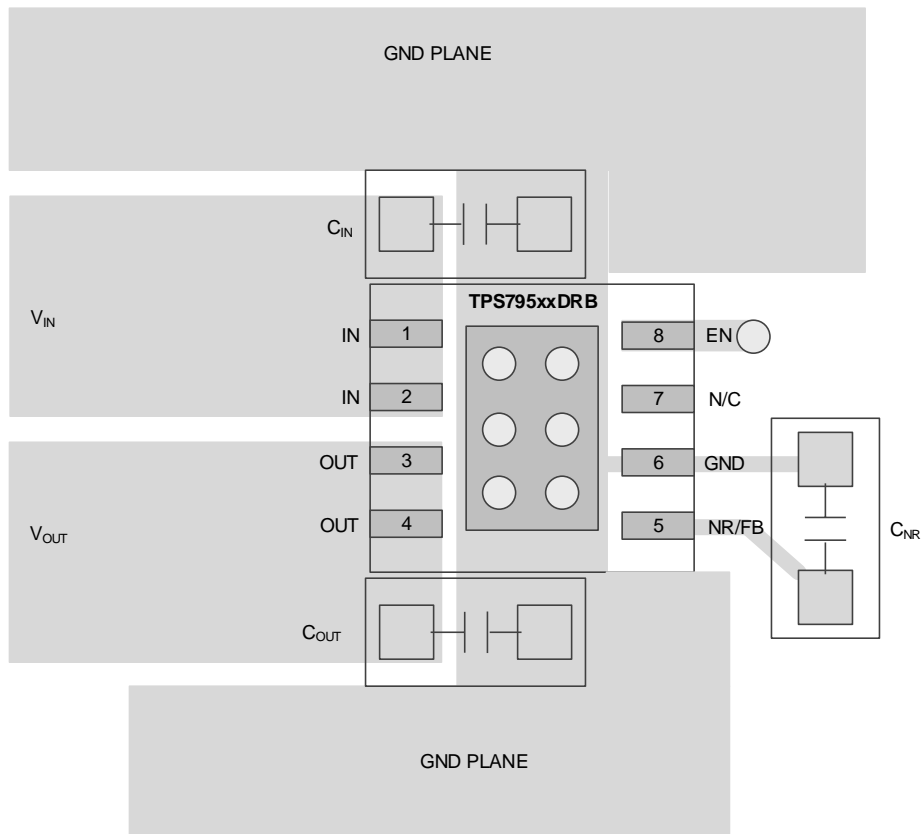 GND PLANE
C_IN
TPS795xxDRB
V_IN
IN
1
8
EN
IN
2
7
N/C
OUT
3
6
GND
OUT
4
5
NR/FB
V_OUT
C_NR
C_OUT
GND PLANE